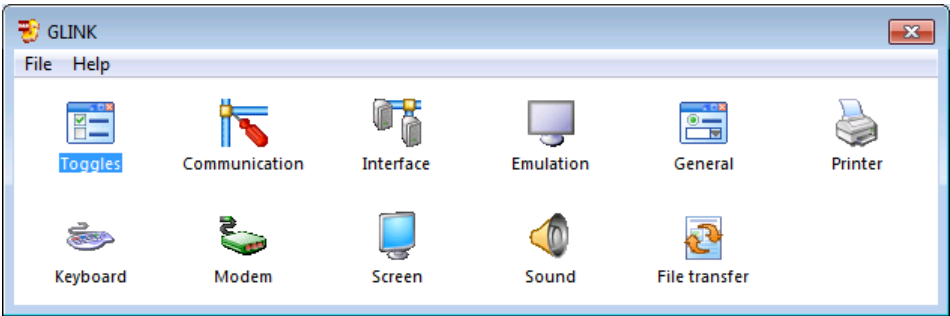 GLINK
File Help
Toggles Communication Interface Emulation General Printer
Keyboard Modem Screen Sound File transfer